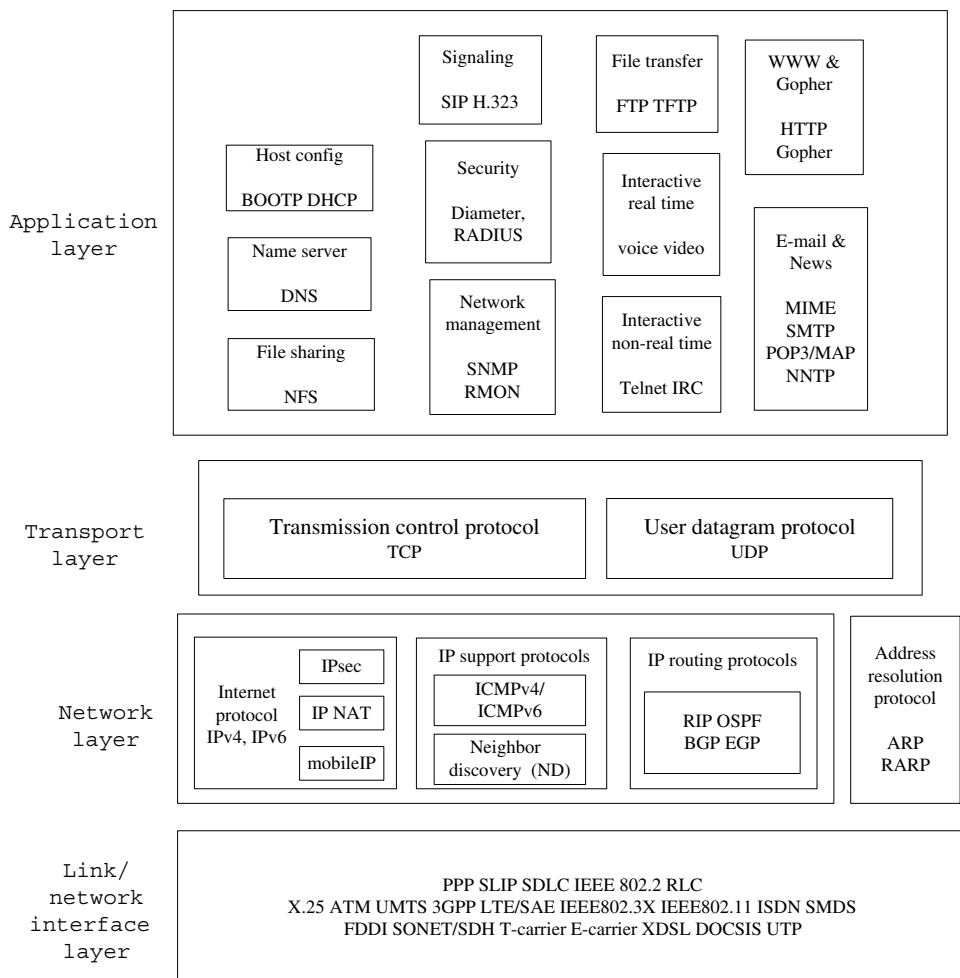 Application
layer
Signaling
SIP H.323
File transfer
FTP TFTP
WWW &
Gopher
HTTP
Gopher
Host config
BOOTP DHCP
Security
Diameter,
RADIUS
Interactive
real time
voice video
Name server
DNS
E-mail &
News
MIME
SMTP
POP3/MAP
NNTP
Network
management
SNMP
RMON
Interactive
non-real time
Telnet IRC
File sharing
NFS
Transport
layer
Transmission control protocol
TCP
User datagram protocol
UDP
Network
layer
Internet
protocol
IPv4, IPv6
IPsec
IP NAT
mobileIP
IP support protocols
ICMPv4/
ICMPv6
Neighbor
discovery (ND)
IP routing protocols
RIP OSPF
BGP EGP
Address
resolution
protocol
ARP
RARP
Link/
network
interface
layer
PPP SLIP SDLC IEEE 802.2 RLC
X.25 ATM UMTS 3GPP LTE/SAE IEEE802.3X IEEE802.11 ISDN SMDS
FDDI SONET/SDH T-carrier E-carrier XDSL DOCSIS UTP